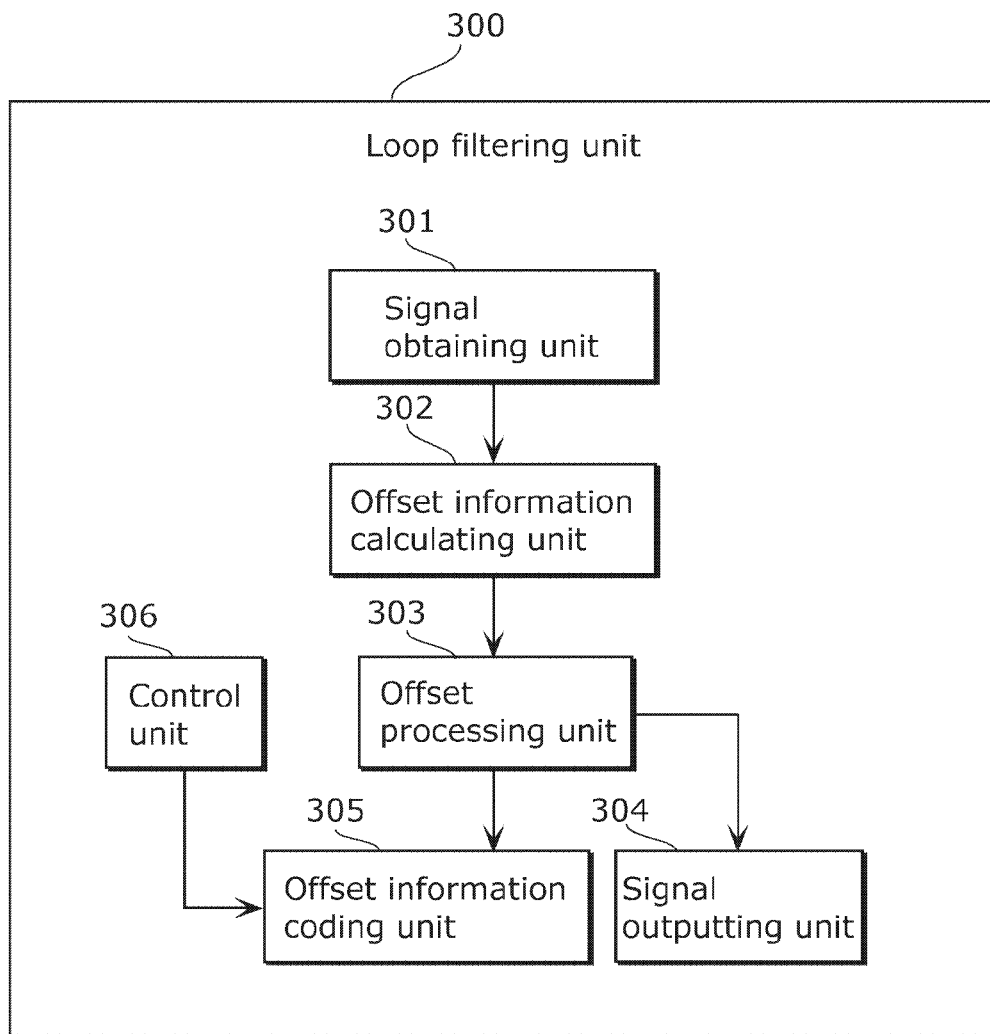 300
Loop filtering unit
301
Signal
obtaining unit
302
Offset information
calculating unit
303
Offset
processing unit
306
Control
unit
305
Offset information
coding unit
304
Signal
outputting unit